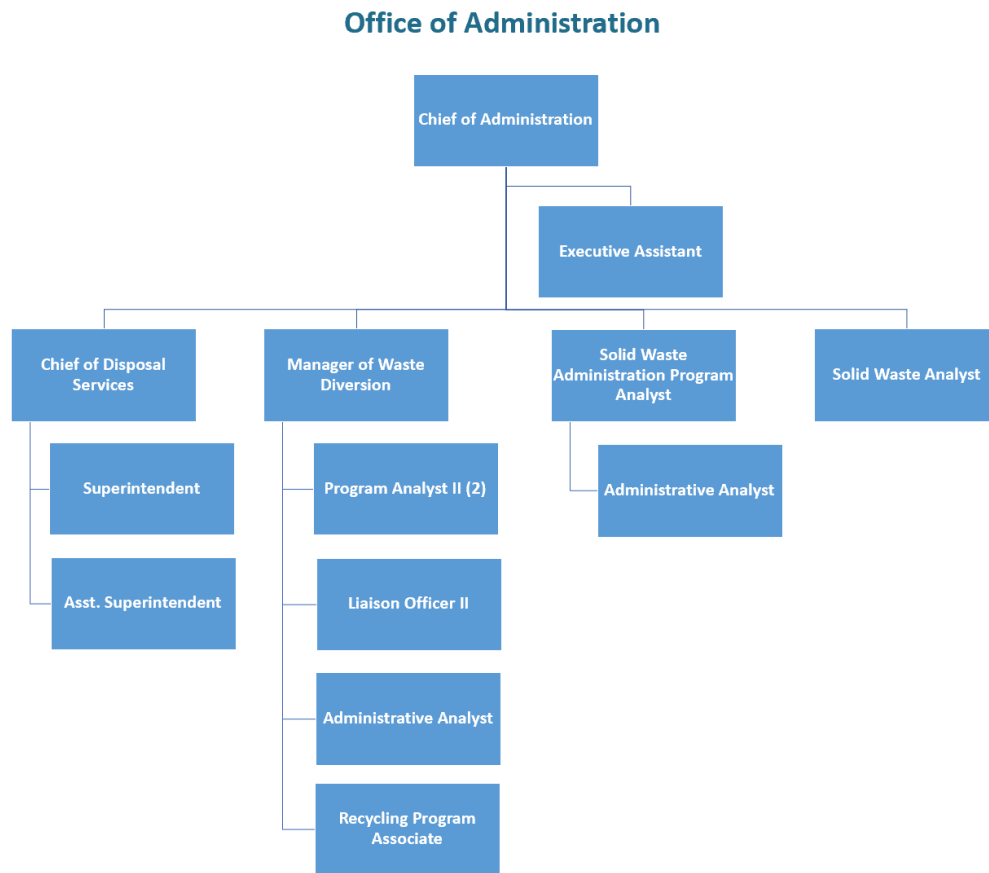 Office of Administration
Chief of Administration
Executive Assistant
Chief of Disposal
Services
Manager of Waste
Diversion
Solid Waste
Administration Program
Analyst
Solid Waste Analyst
Superintendent
Program Analyst II (2)
Administrative Analyst
Asst. Superintendent
Liaison Officer II
Administrative Analyst
Recycling Program
Associate